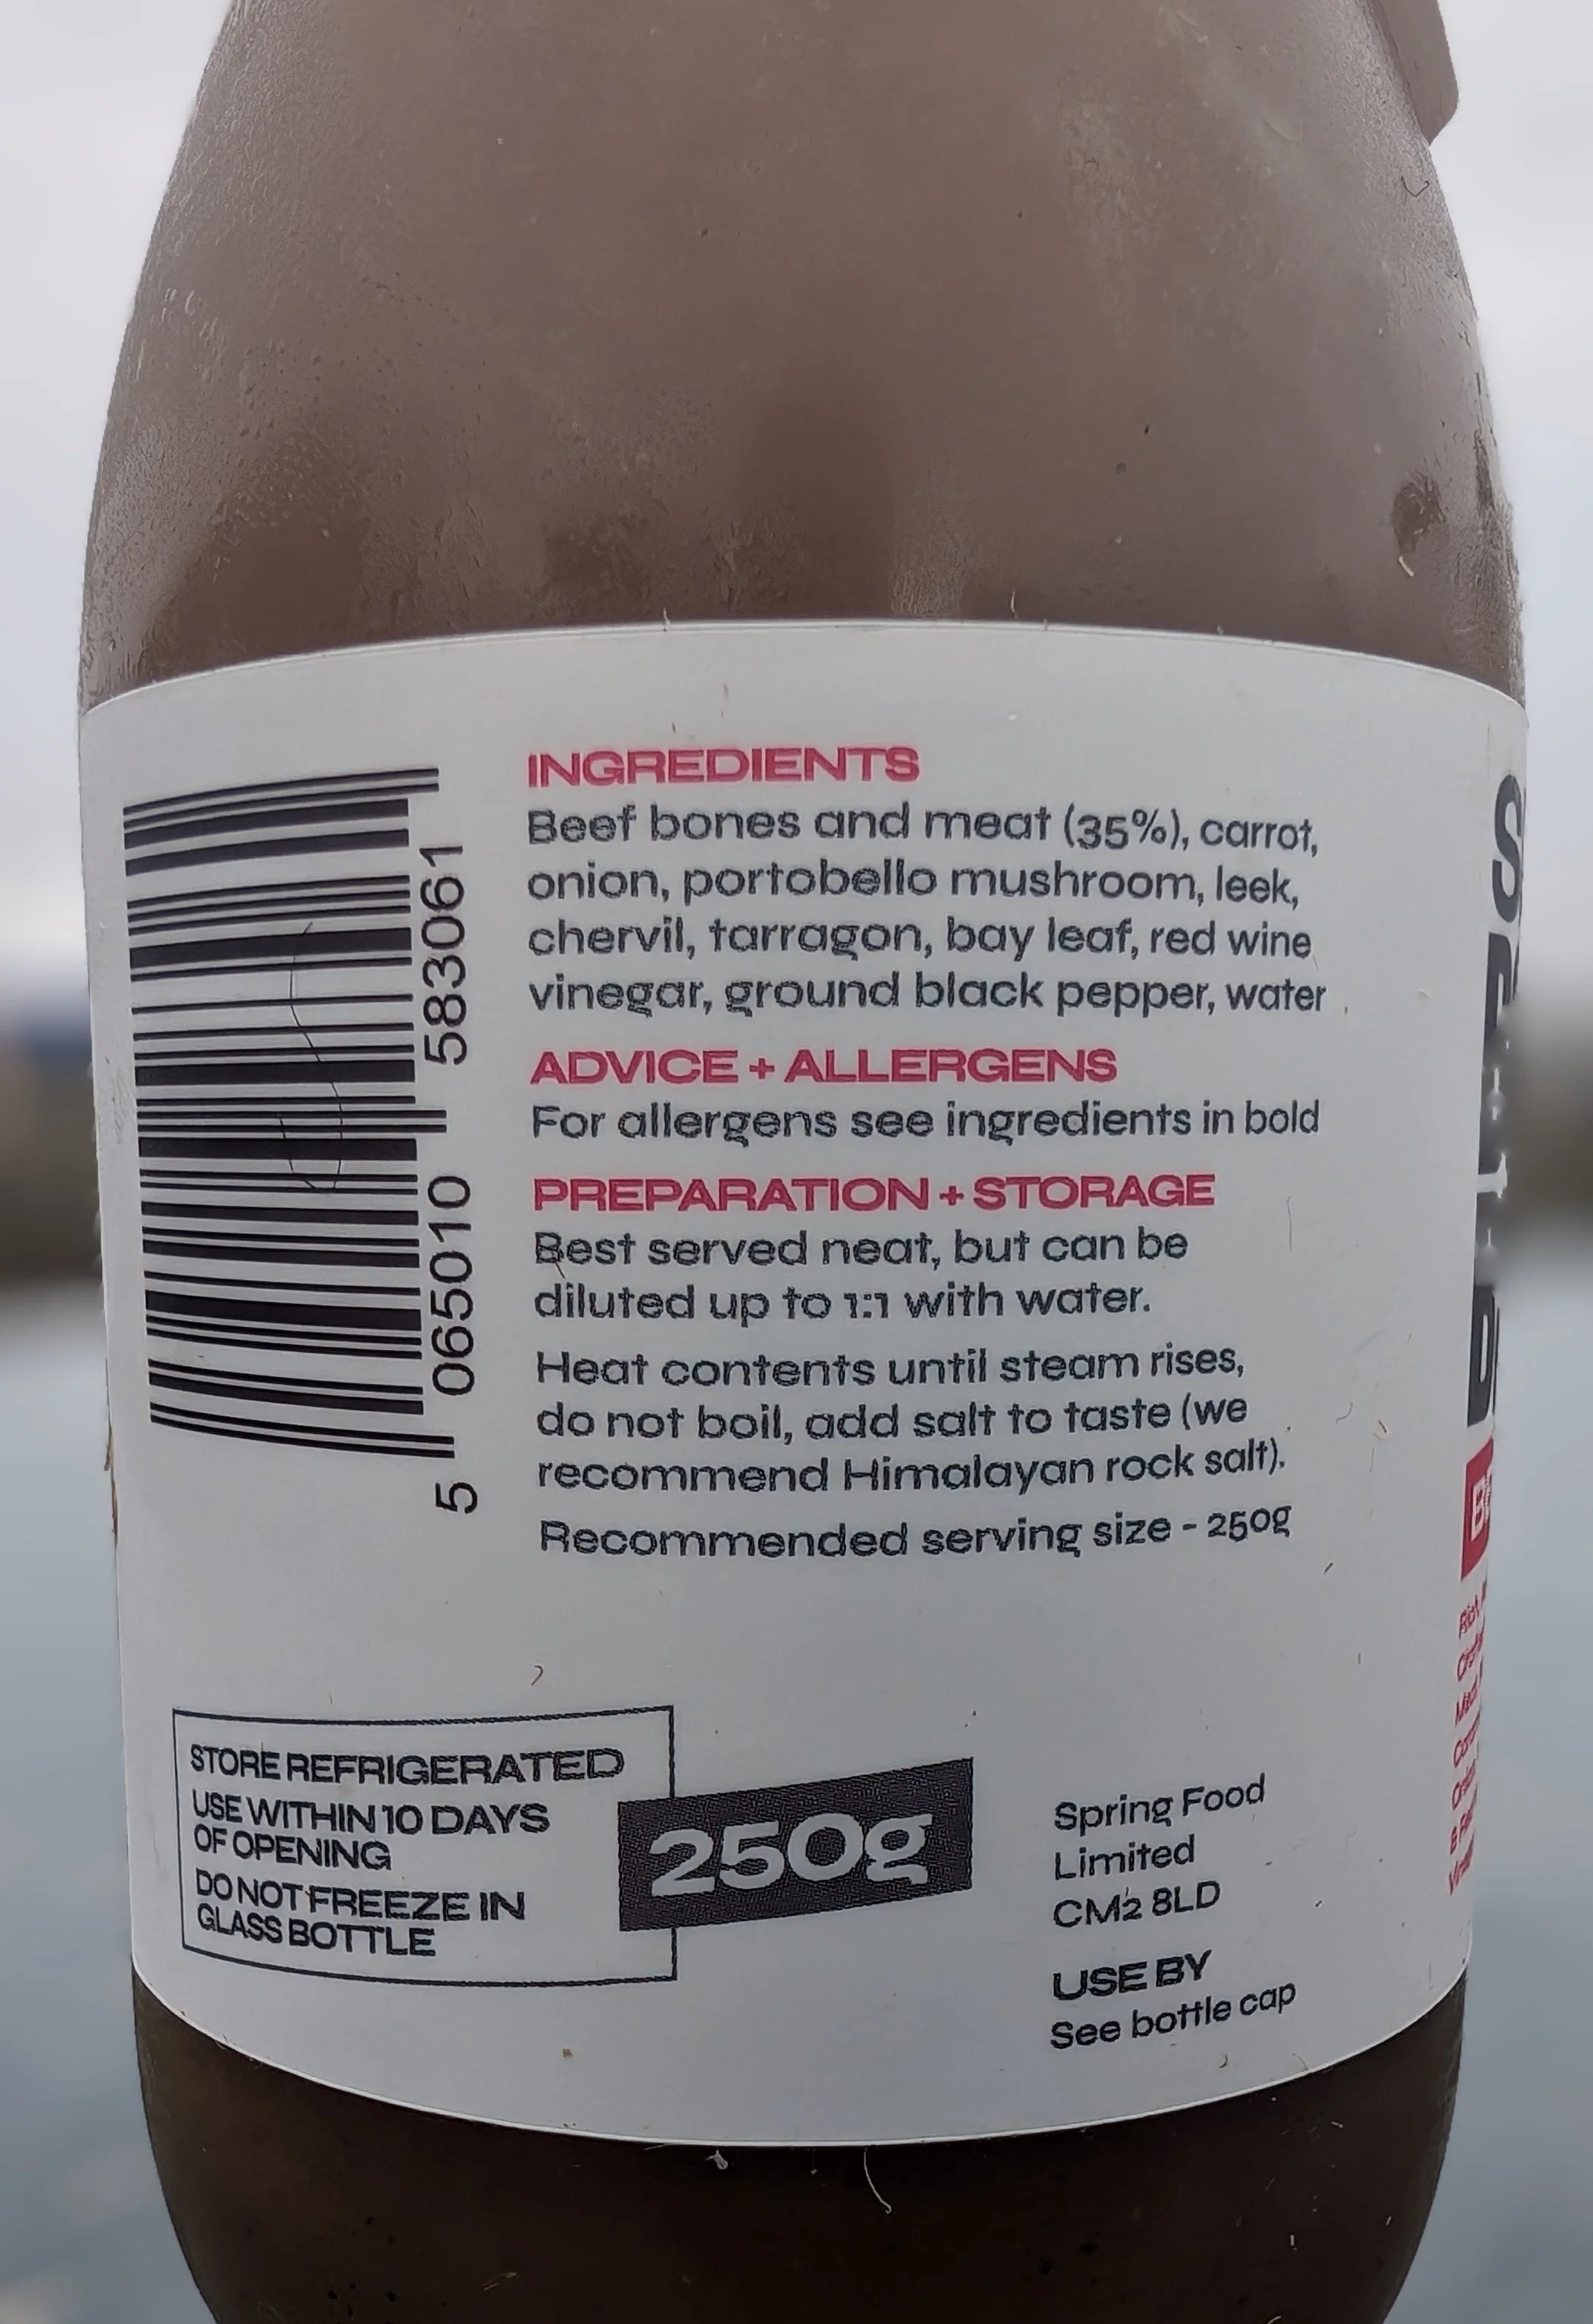 INGREDIENTS
Beef bones and meat (35%), carrot,
onion, portobello mushroom, leek,
chervil, tarragon, bay leaf, red wine
vinegar, ground black pepper, water
ADVICE + ALLERGENS
For allergens see ingredients in bold
PREPARATION + STORAGE
Best served neat, but can be
diluted up to 1:1 with water.
Heat contents until steam rises,
do not boil, add salt to taste (we
recommend Himalayan rock salt).
Recommended serving size - 250g
5 065010 583061
STORE REFRIGERATED
USE WITHIN 10 DAYS
OF OPENING
DO NOT FREEZE IN
GLASS BOTTLE
250g
Spring Food
Limited
CM2 8LD
USE BY
See bottle cap